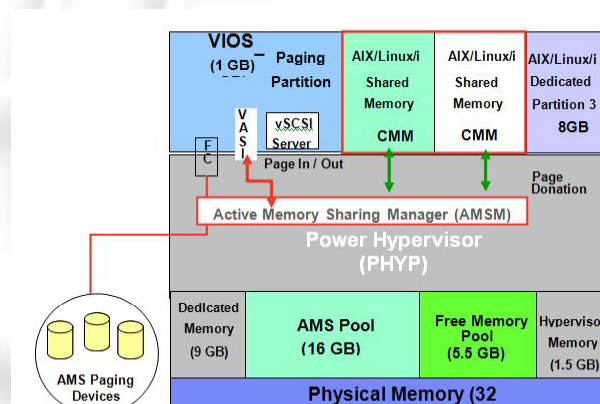 VIOS
(1 GB)
Paging
Partition
V
A
S
I
vSCSI
Server
F
C
Page In / Out
AIX/Linux/i
Shared
Memory
CMM
AIX/Linux/i
Shared
Memory
CMM
AIX/Linux/i
Dedicated
Partition 3
8GB
Page
Donation
Active Memory Sharing Manager (AMSM)
Power Hypervisor
(PHYP)
Dedicated
Memory
(9 GB)
AMS Pool
(16 GB)
Free Memory
Pool
(5.5 GB)
Hyperviso
Memory
(1.5 GB)
AMS Paging
Devices
Physical Memory (32